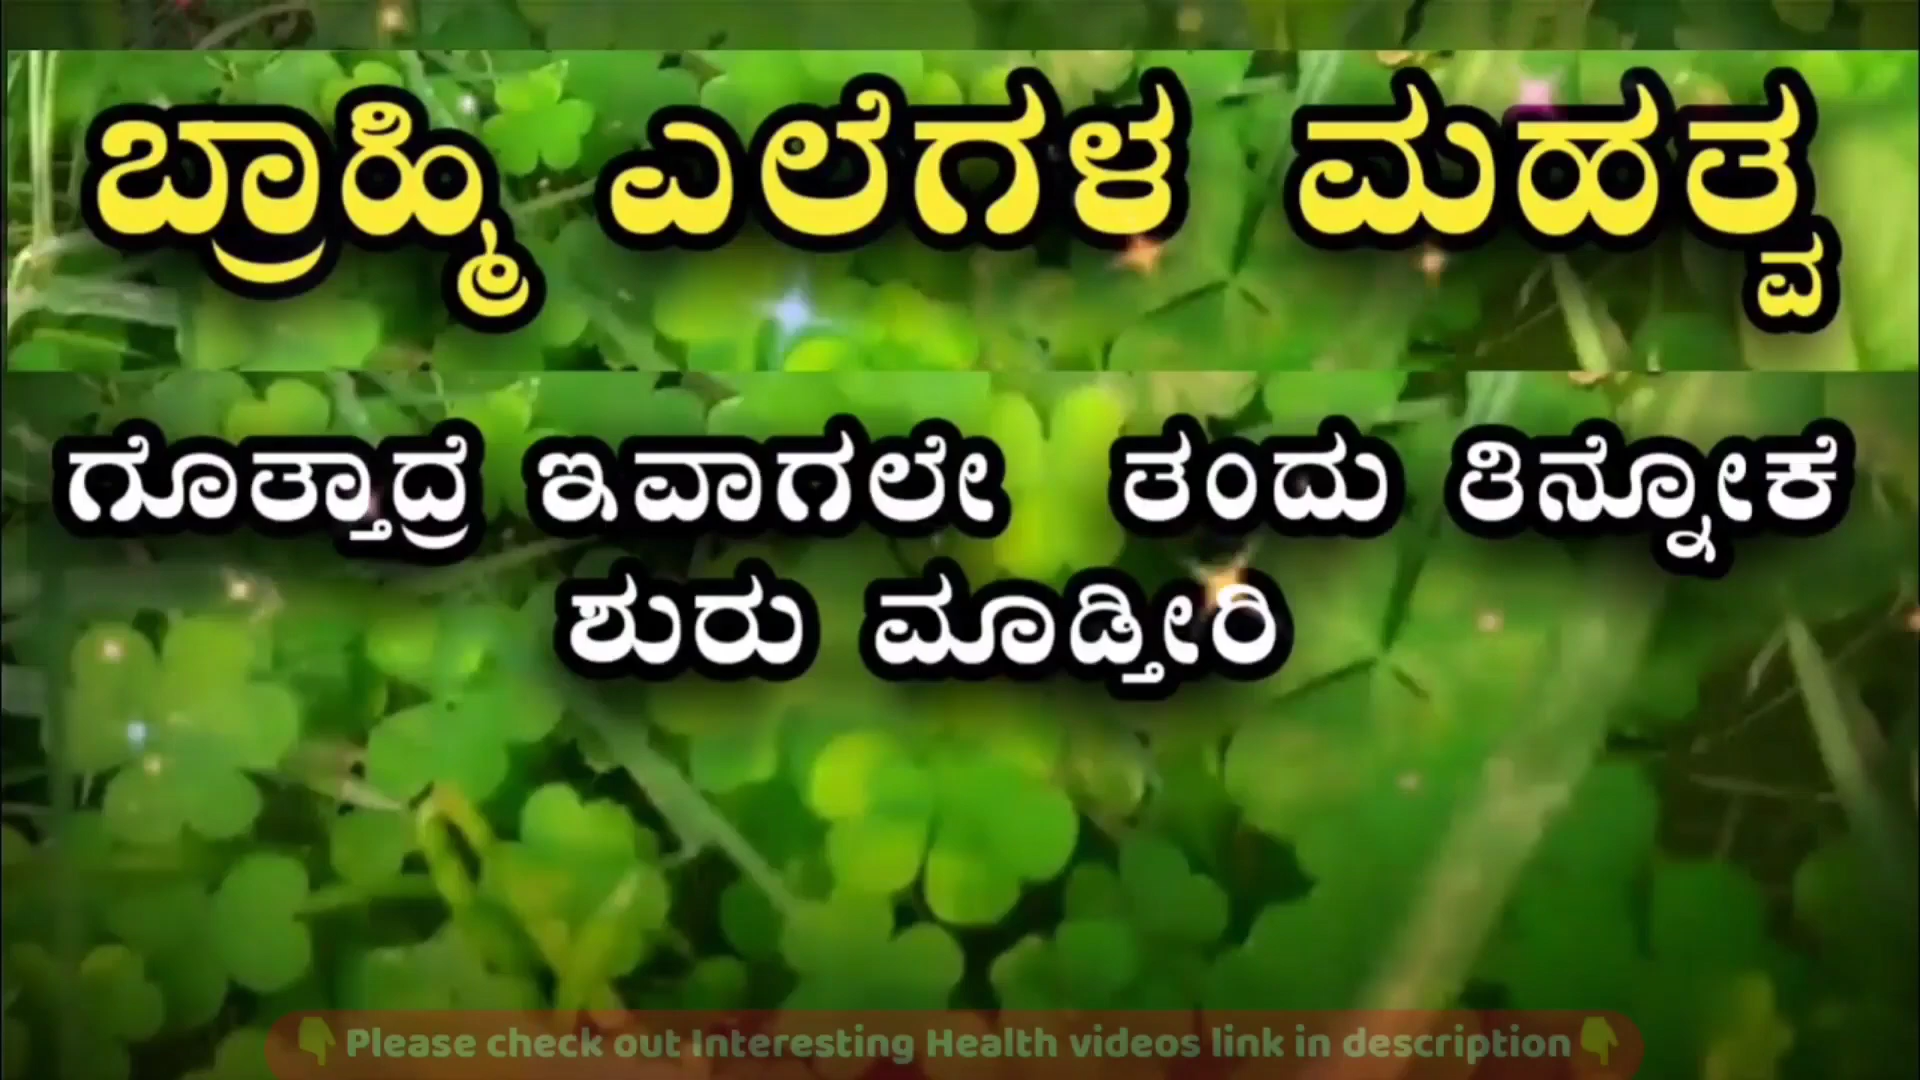 ಬ್ರಾಹ್ಮಿ ಎಲೆಗಳ ಮಹತ್ವ
ಗೊತ್ತಾದ್ರೆ ಇವಾಗಲೇ ತಂದು ತಿನ್ನೋಕೆ
ಶುರು ಮಾಡ್ತೀರಿ
👇Please check out Interesting Health videos link in description👇